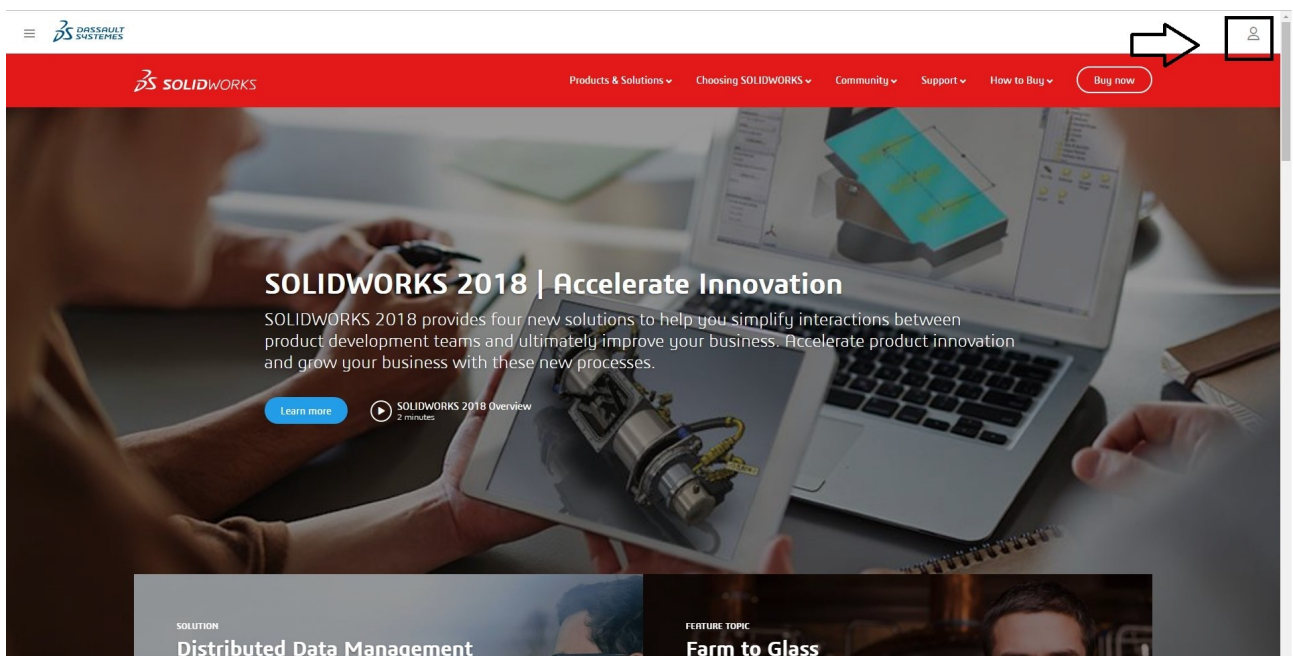 DASSAULT
SYSTEMES
SOLIDWORKS
Products & Solutions
Choosing SOLIDWORKS
Community
Support
How to Buy
Buy now
SOLIDWORKS 2018 | Accelerate Innovation
SOLIDWORKS 2018 provides four new solutions to help you simplify interactions between
product development teams and ultimately improve your business. Accelerate product innovation
and grow your business with these new processes.
Learn more
SOLIDWORKS 2018 Overview
2 minutes
SOLUTION
Distributed Data Management
FEATURE TOPIC
Farm to Glass